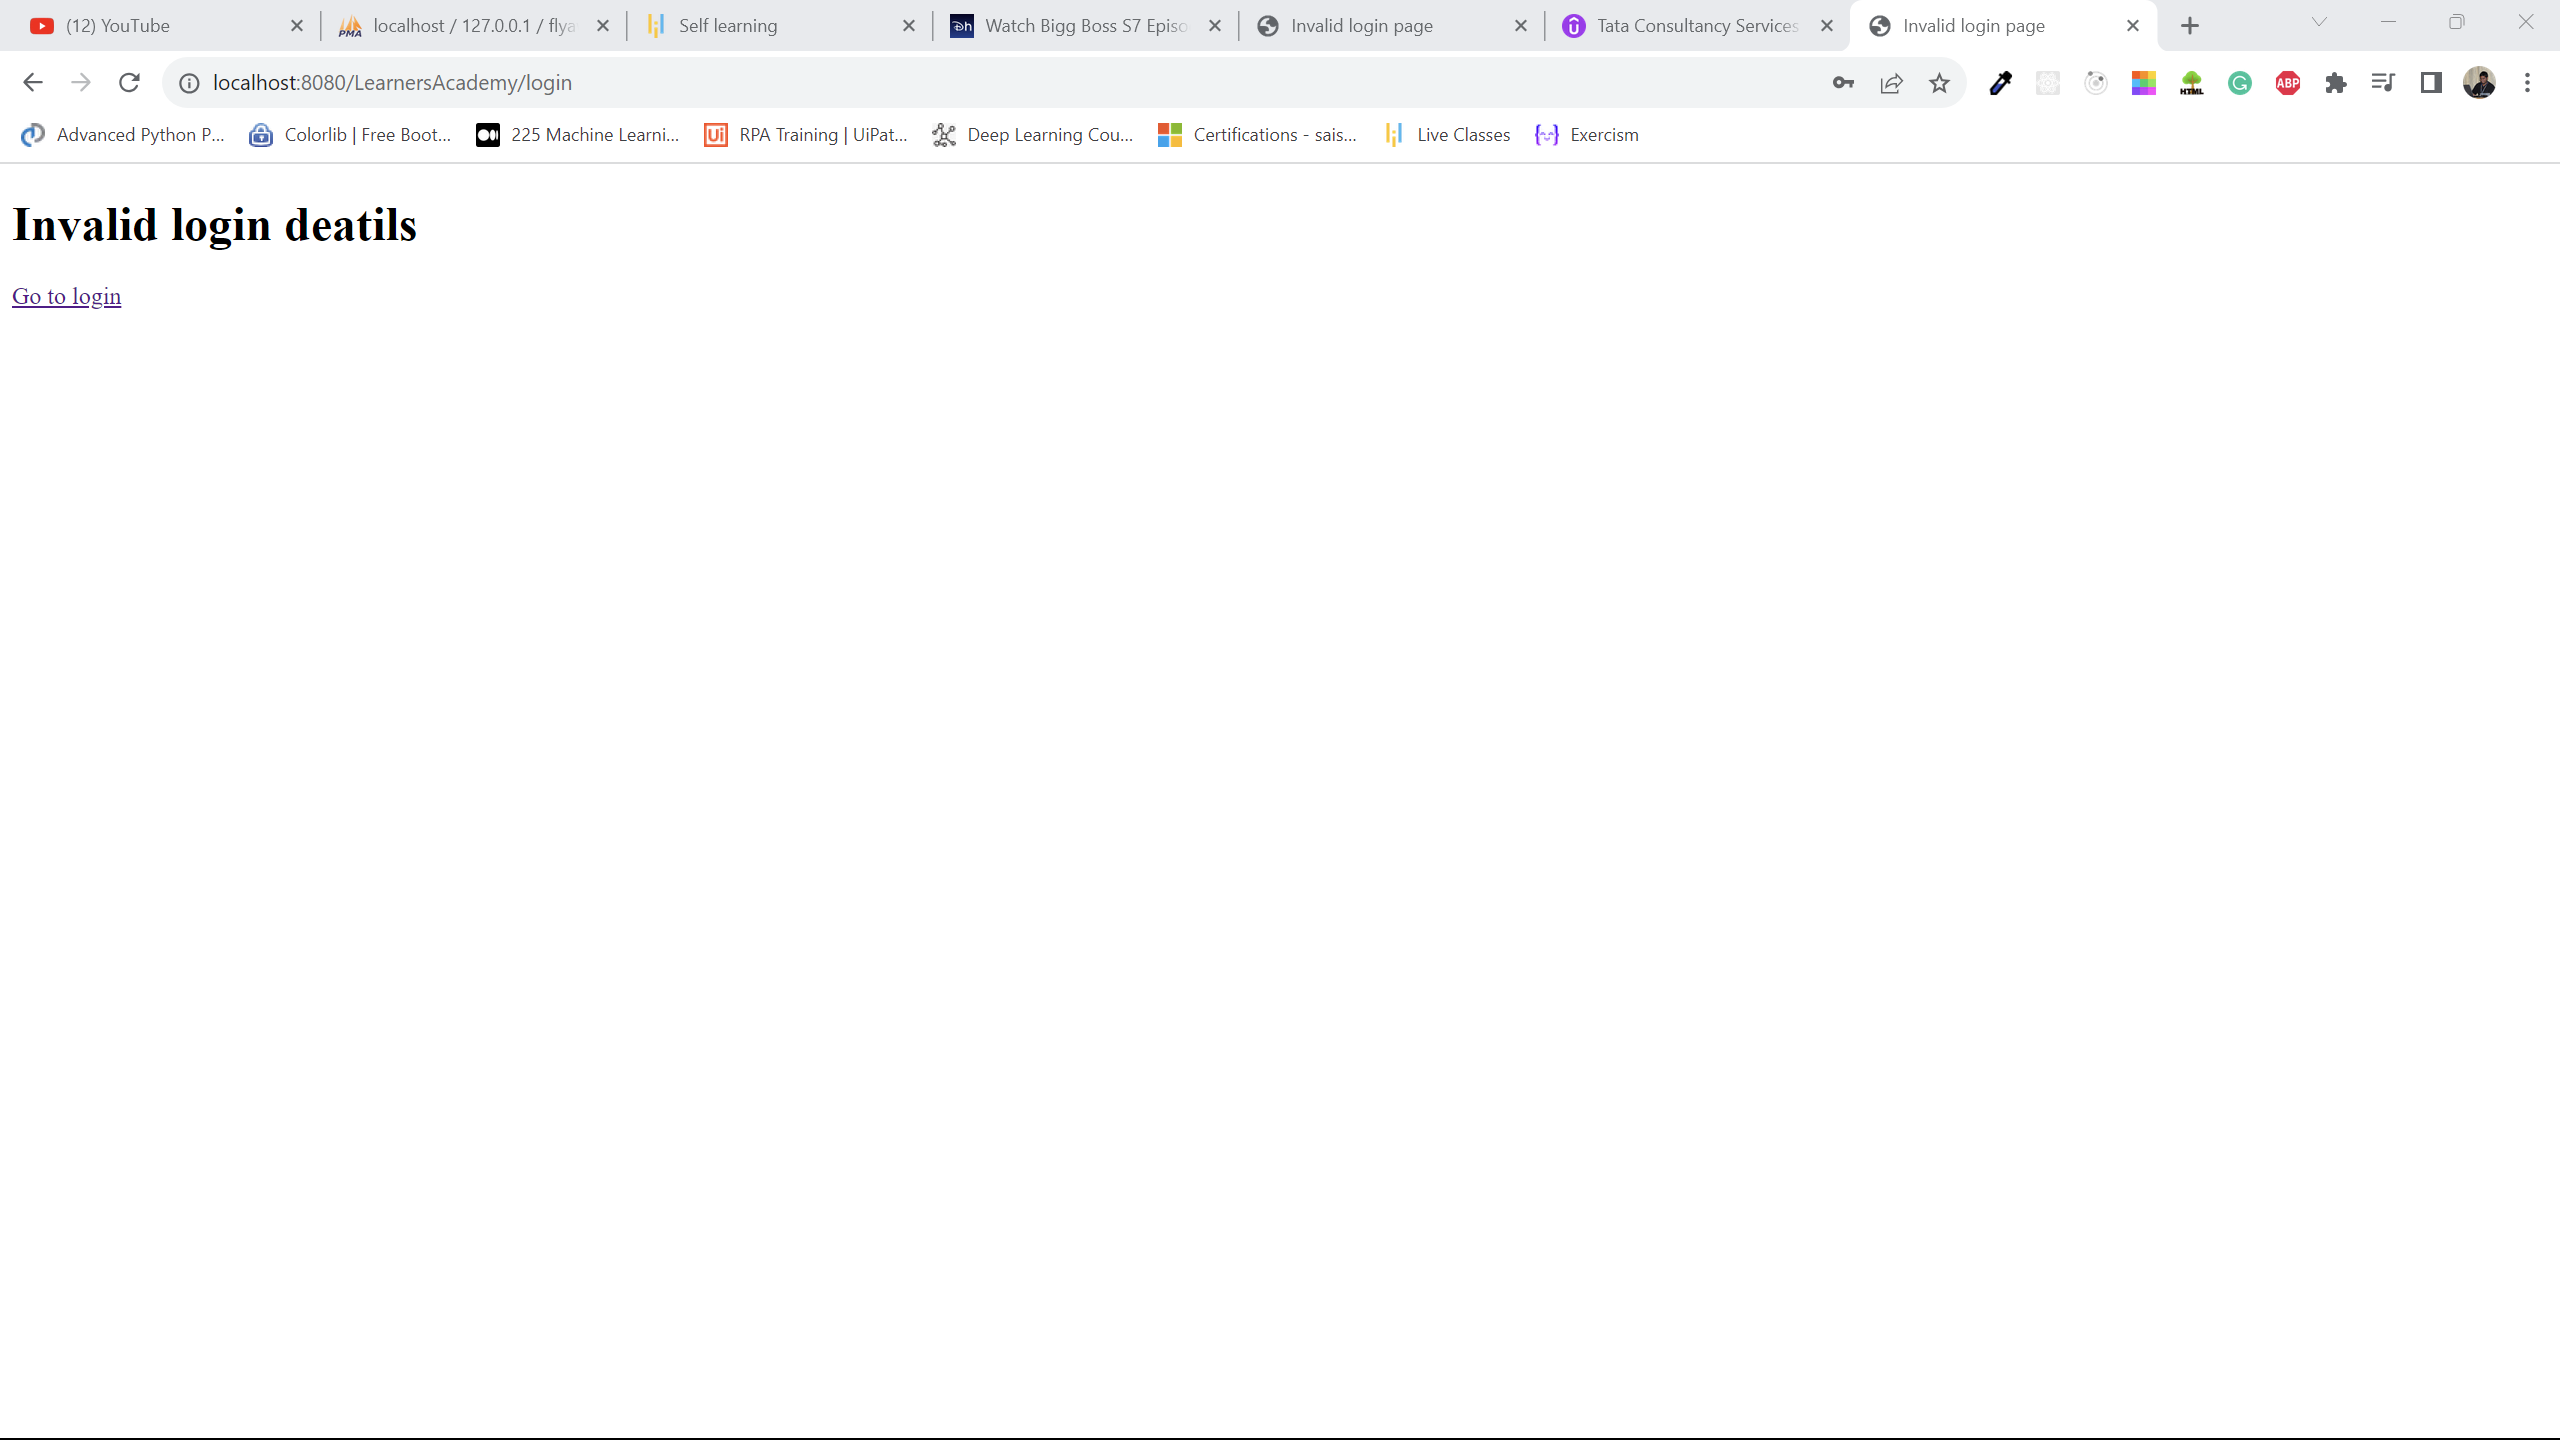 (12) YouTube
localhost / 127.0.0.1 / flya
Self learning
Watch Bigg Boss S7 Episo
Invalid login page
Tata Consultancy Services
Invalid login page
localhost:8080/LearnersAcademy/login
Advanced Python P...
Colorlib | Free Boot...
225 Machine Learni...
RPA Training | UiPat...
Deep Learning Cou...
Certifications - sais...
Live Classes
Exercism
Invalid login deatils
Go to login